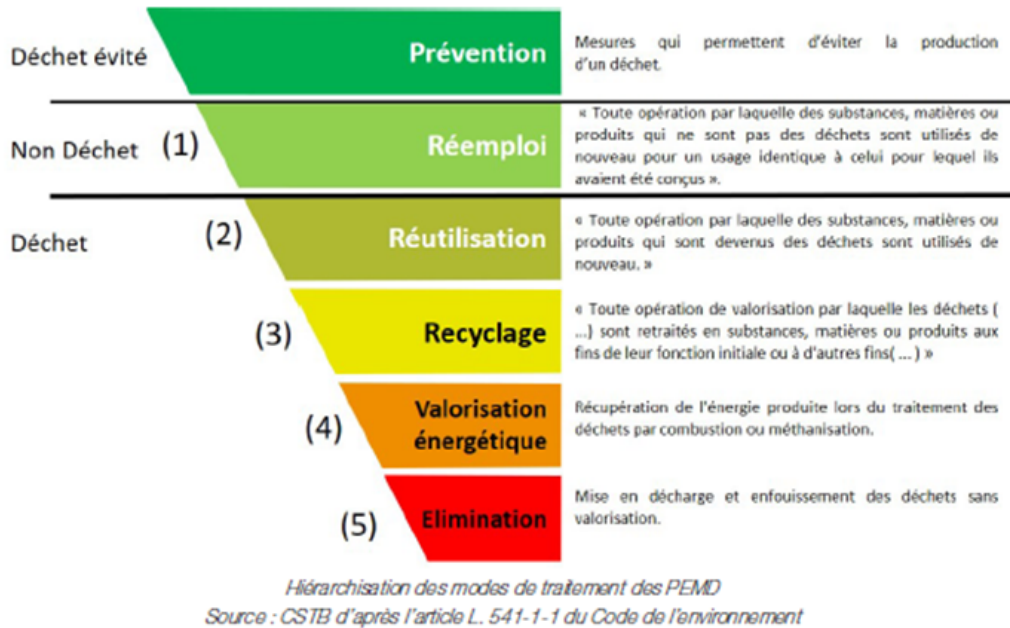 Déchet évité
Prévention
Mesures qui permettent d'éviter la production
d'un déchet.
Non Déchet
(1)
Réemploi
« Toute opération par laquelle des substances, matières ou
produits qui ne sont pas des déchets sont utilisés de
nouveau pour un usage identique à celui pour lequel ils
avaient été conçus ».
Déchet
(2)
Réutilisation
« Toute opération par laquelle des substances, matières ou
produits qui sont devenus des déchets sont utilisés de
nouveau. »
(3)
Recyclage
« Toute opération de valorisation par laquelle les déchets (
...) sont retraités en substances, matières ou produits aux
fins de leur fonction initiale ou à d'autres fins( ... ) »
(4)
Valorisation
énergétique
Récupération de l'énergie produite lors du traitement des
déchets par combustion ou méthanisation.
(5)
Elimination
Mise en décharge et enfouissement des déchets sans
valorisation.
Hiérarchisation des modes de traitement des PEMD
Source : CSTB d'après l'article L. 541-1-1 du Code de l'environnement